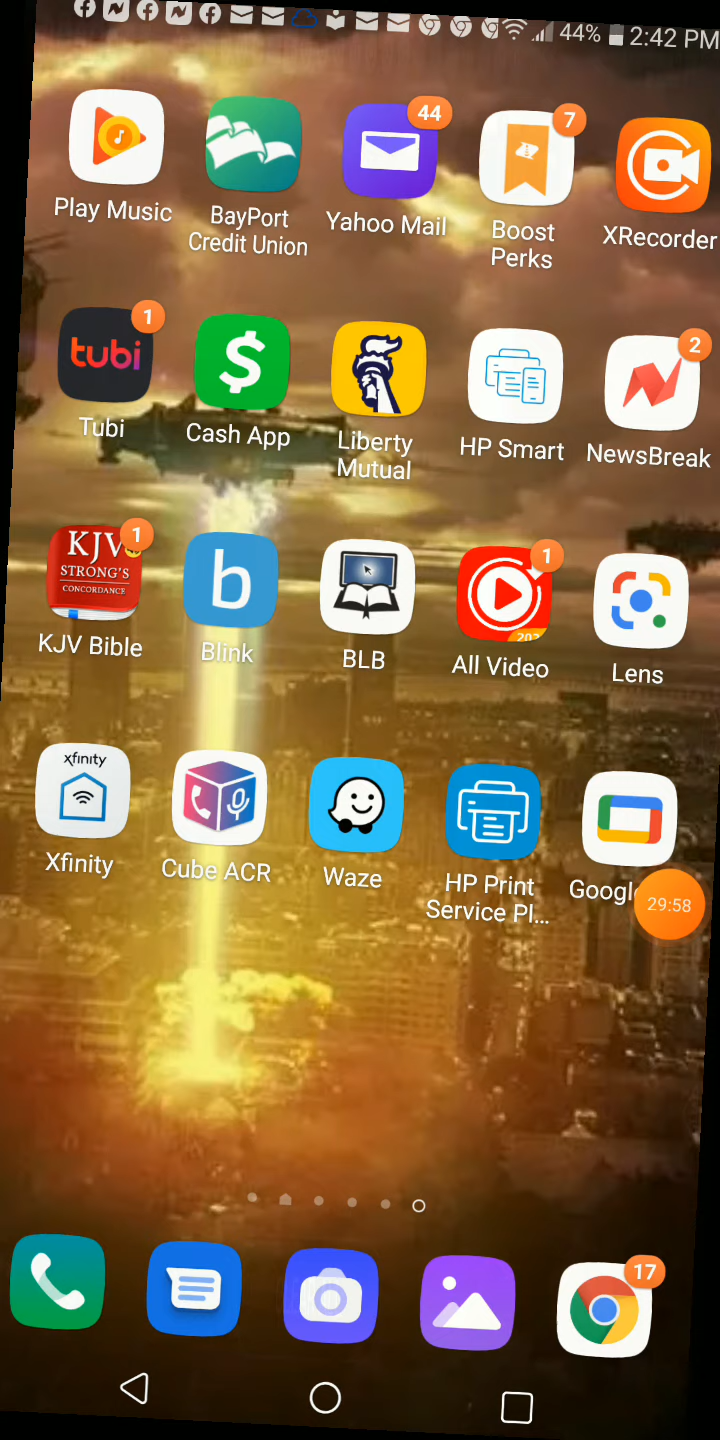 44% 2:42 PM
44
7
Play Music
BayPort
Credit Union
Yahoo Mail
Boost
Perks
XRecorder
1
tubi
$
2
Tubi
Cash App
Liberty
Mutual
HP Smart
NewsBreak
1
KJV
STRONG'S
CONCORDANCE
b
1
202
KJV Bible
Blink
BLB
All Video
Lens
xfinity
Xfinity
Cube ACR
Waze
HP Print
Service Pl...
Googl
29:58
17